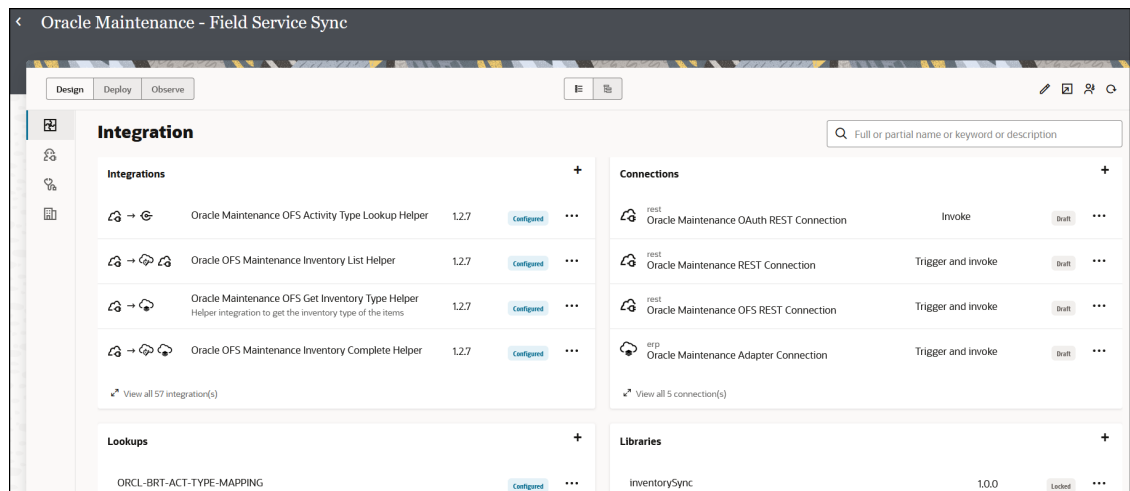 Oracle Maintenance - Field Service Sync
Design Deploy Observe
Integration
Full or partial name or keyword or description
Integrations
Oracle Maintenance OFS Activity Type Lookup Helper 1.2.7 Configured
Oracle OFS Maintenance Inventory List Helper 1.2.7 Configured
Oracle Maintenance OFS Get Inventory Type Helper 1.2.7 Configured
Helper integration to get the inventory type of the items
Oracle OFS Maintenance Inventory Complete Helper 1.2.7 Configured
View all 57 integration(s)
Connections
rest
Oracle Maintenance OAuth REST Connection Invoke Draft
rest
Oracle Maintenance REST Connection Trigger and invoke Draft
rest
Oracle Maintenance OFS REST Connection Trigger and invoke Draft
erp
Oracle Maintenance Adapter Connection Trigger and invoke Draft
View all 5 connection(s)
Lookups
ORCL-BRT-ACT-TYPE-MAPPING Configured
Libraries
inventorySync 1.0.0 Locked